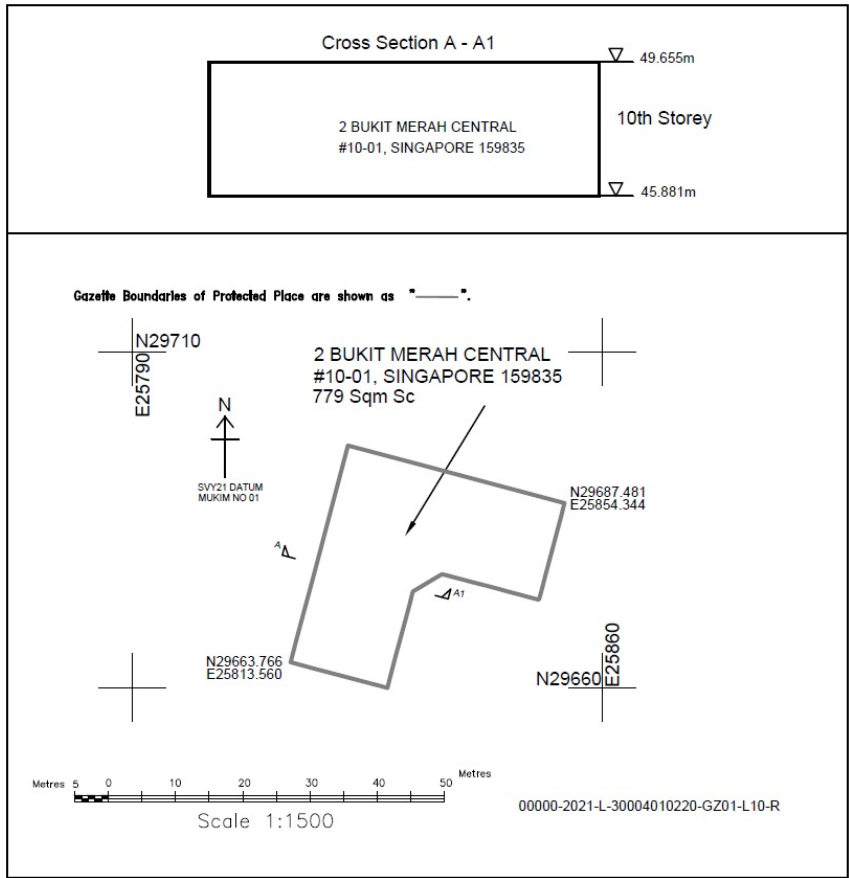 Cross Section A - A1
49.655m
10th Storey
2 BUKIT MERAH CENTRAL
#10-01, SINGAPORE 159835
45.881m
Gazette Boundaries of Protected Place are shown as "———".
N29710
E25790
2 BUKIT MERAH CENTRAL
#10-01, SINGAPORE 159835
779 Sqm Sc
N
SVY21 DATUM
MUKIM NO 01
N29687.481
E25854.344
A
A1
N29663.766
E25813.560
N29660
E25860
Metres 5 0 10 20 30 40 50 Metres
Scale 1:1500
00000-2021-L-30004010220-GZ01-L10-R